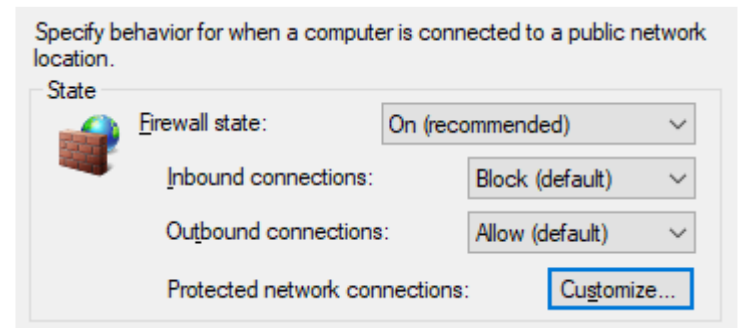 Specify behavior for when a computer is connected to a public network
location.
State
Firewall state: On (recommended)
Inbound connections: Block (default)
Outbound connections: Allow (default)
Protected network connections: Customize...